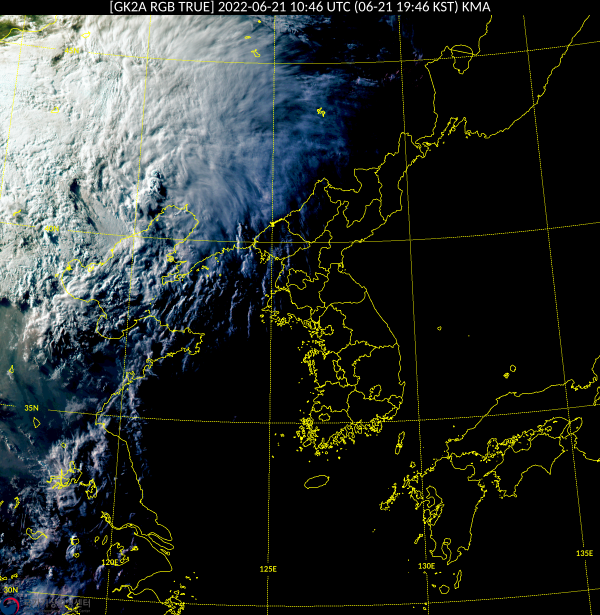 [GK2A RGB TRUE] 2022-06-21 10:46 UTC (06-21 19:46 KST) KMA
35N
135E
120E
125E
130E
30N